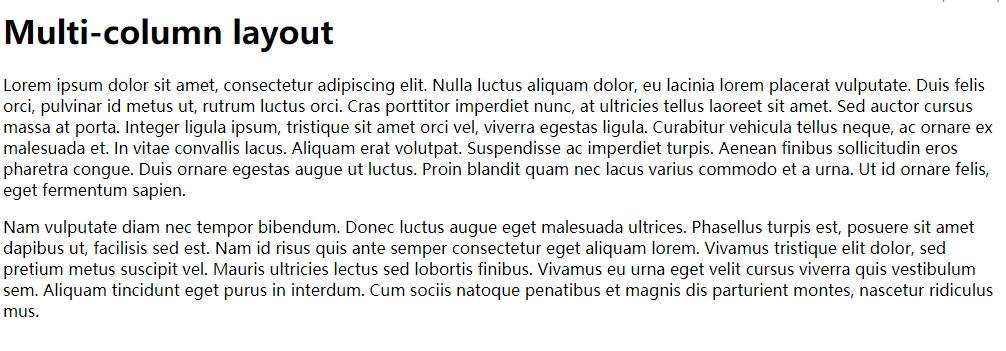 Multi-column layout
Lorem ipsum dolor sit amet, consectetur adipiscing elit. Nulla luctus aliquam dolor, eu lacinia lorem placerat vulputate. Duis felis
orci, pulvinar id metus ut, rutrum luctus orci. Cras porttitor imperdiet nunc, at ultricies tellus laoreet sit amet. Sed auctor cursus
massa at porta. Integer ligula ipsum, tristique sit amet orci vel, viverra egestas ligula. Curabitur vehicula tellus neque, ac ornare ex
malesuada et. In vitae convallis lacus. Aliquam erat volutpat. Suspendisse ac imperdiet turpis. Aenean finibus sollicitudin eros
pharetra congue. Duis ornare egestas augue ut luctus. Proin blandit quam nec lacus varius commodo et a urna. Ut id ornare felis,
eget fermentum sapien.
Nam vulputate diam nec tempor bibendum. Donec luctus augue eget malesuada ultrices. Phasellus turpis est, posuere sit amet
dapibus ut, facilisis sed est. Nam id risus quis ante semper consectetur eget aliquam lorem. Vivamus tristique elit dolor, sed
pretium metus suscipit vel. Mauris ultricies lectus sed lobortis finibus. Vivamus eu urna eget velit cursus viverra quis vestibulum
sem. Aliquam tincidunt eget purus in interdum. Cum sociis natoque penatibus et magnis dis parturient montes, nascetur ridiculus
mus.